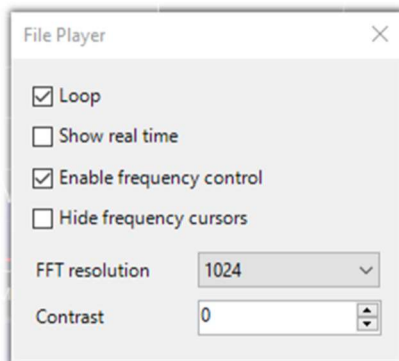 File Player
Loop
Show real time
Enable frequency control
Hide frequency cursors
FFT resolution 1024
Contrast 0